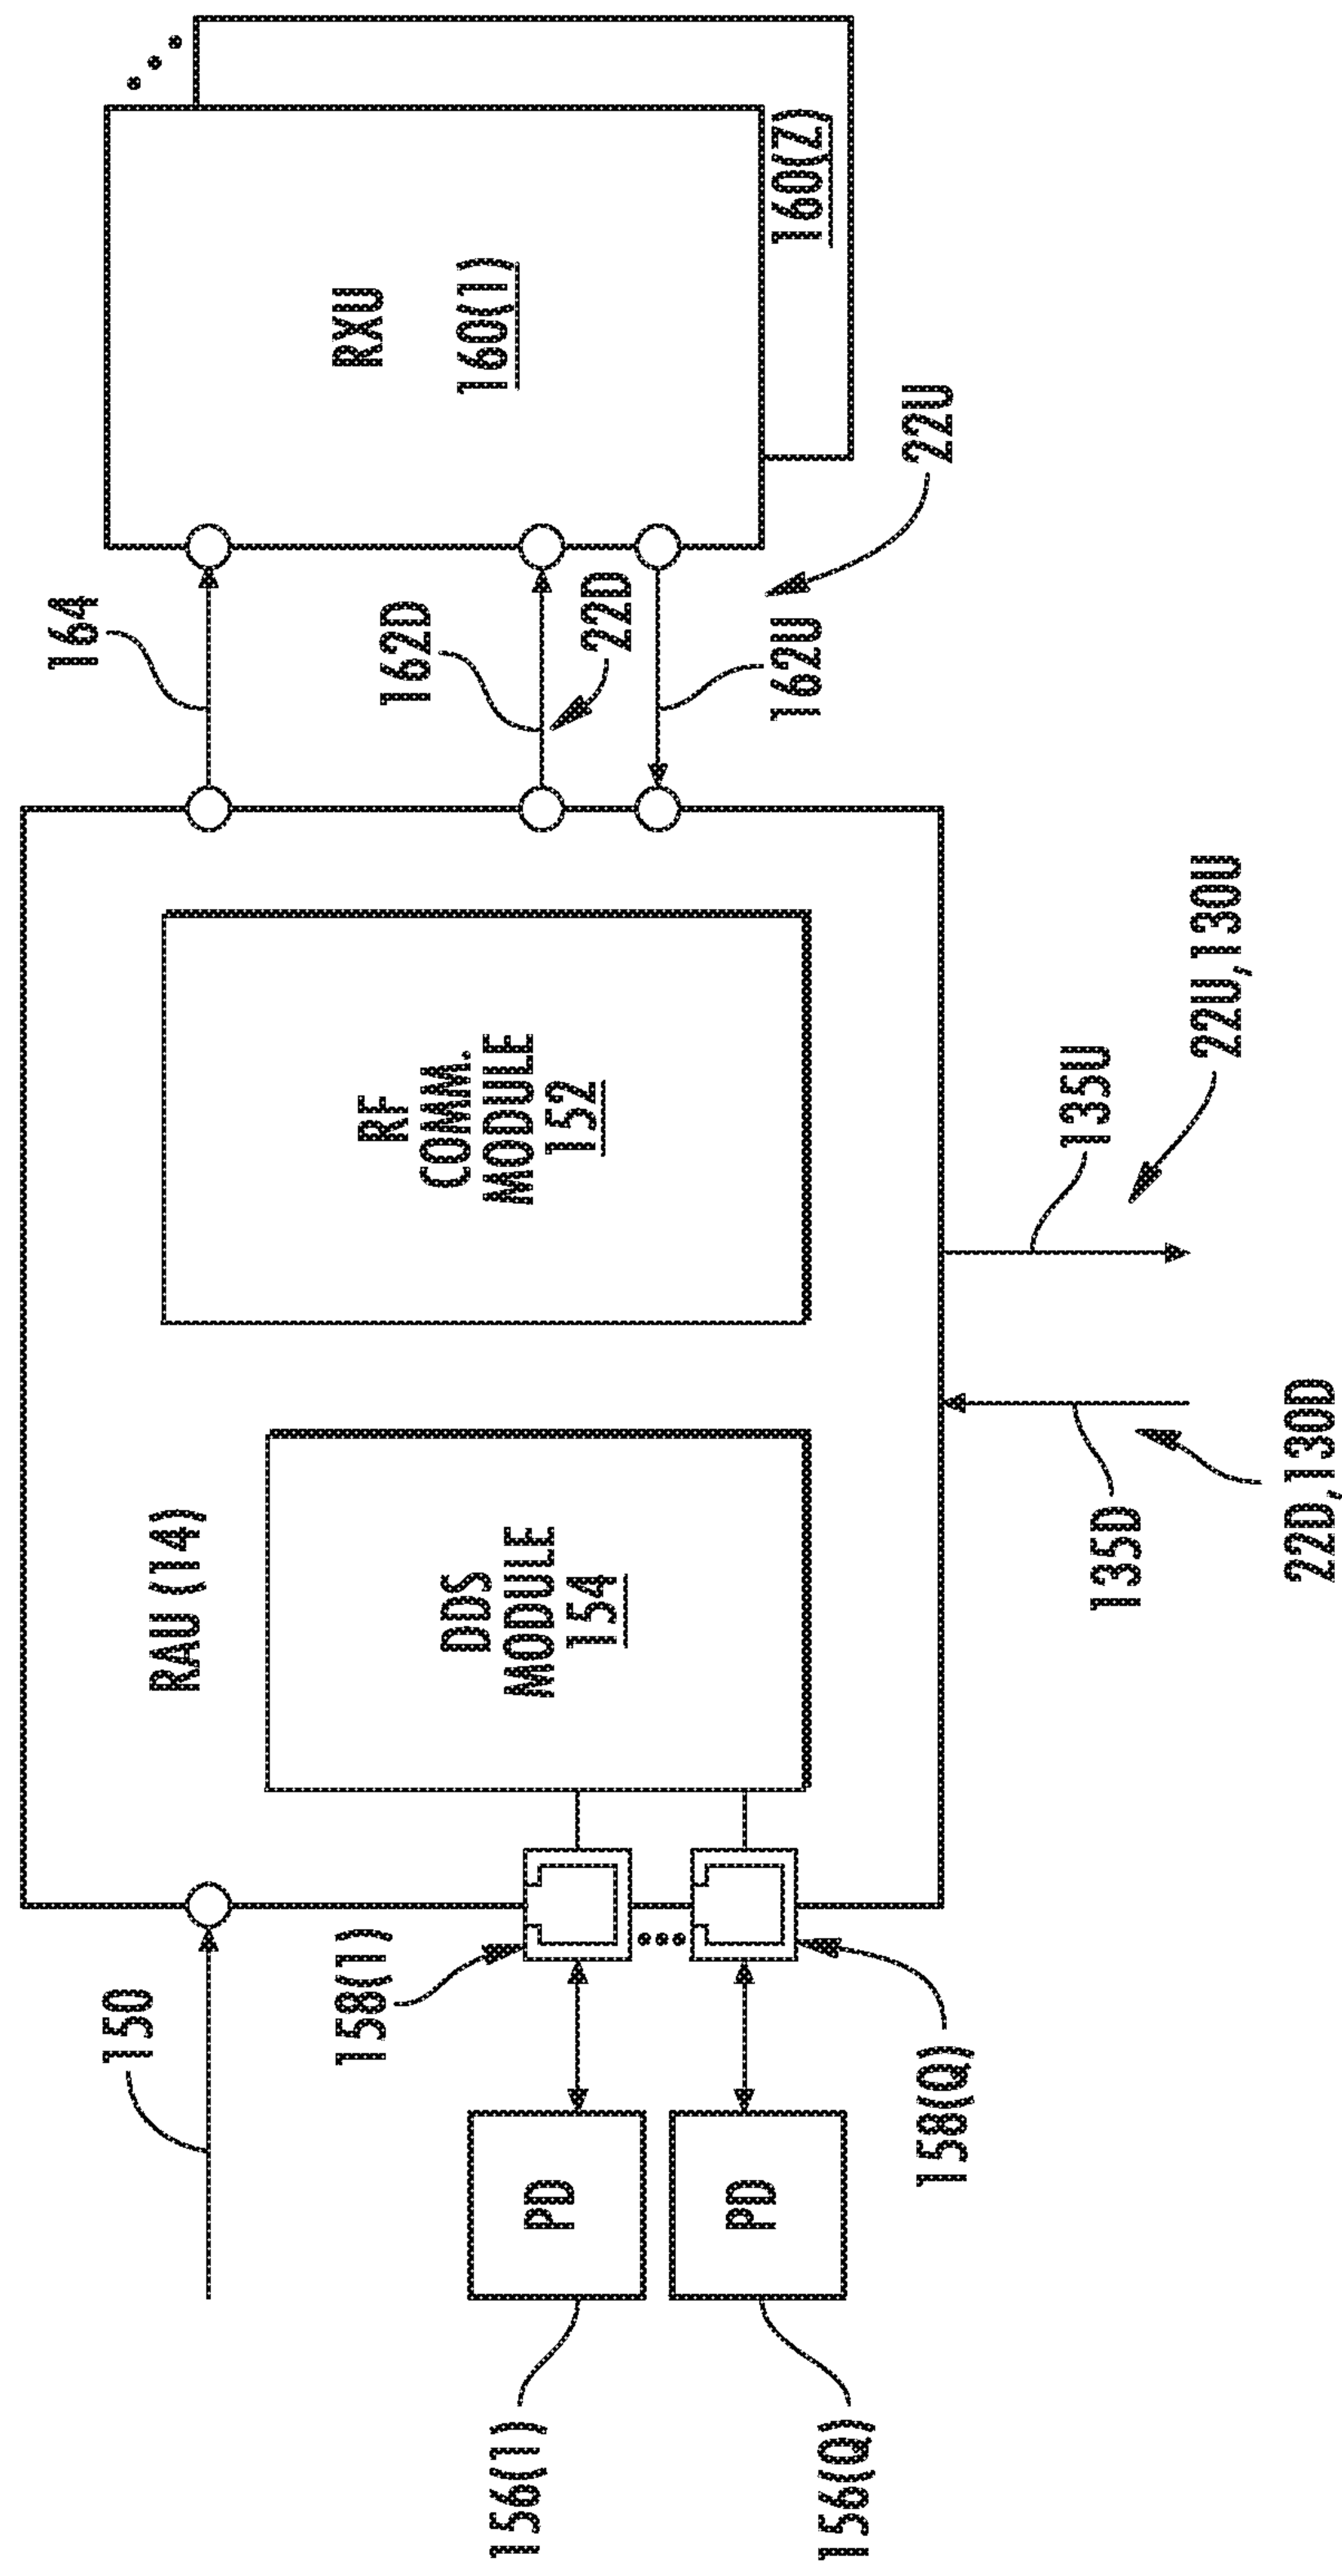 164
150
RAU (14)
RXU
160(1)
160(Z)
158(1)
RF
COMM.
MODULE
152
162D
22D
DDS
MODULE
154
156(1)
PD
PD
162U
22U
156(Q)
158(Q)
135U
135D
22U,130U
22D,130D